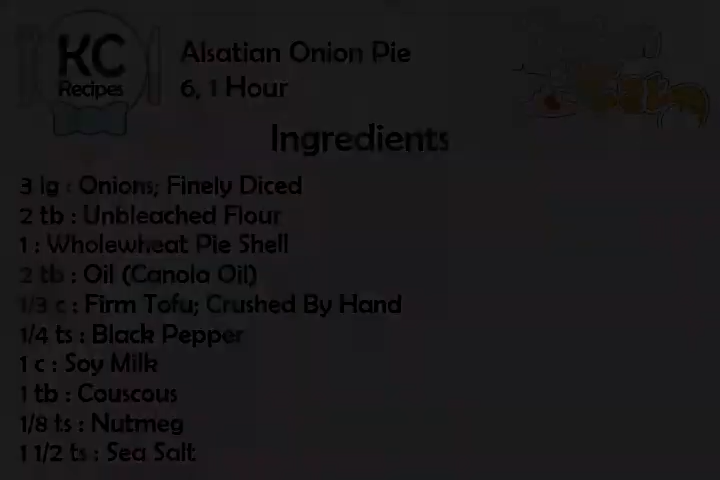 KC
Recipes
Alsatian Onion Pie
6, 1 Hour
Ingredients
3 lg : Onions; Finely Diced
2 tb : Unbleached Flour
1 : Wholewheat Pie Shell
2 tb : Oil (Canola Oil)
1/3 c : Firm Tofu; Crushed By Hand
1/4 ts : Black Pepper
1 c : Soy Milk
1 tb : Couscous
1/8 ts : Nutmeg
1 1/2 ts : Sea Salt